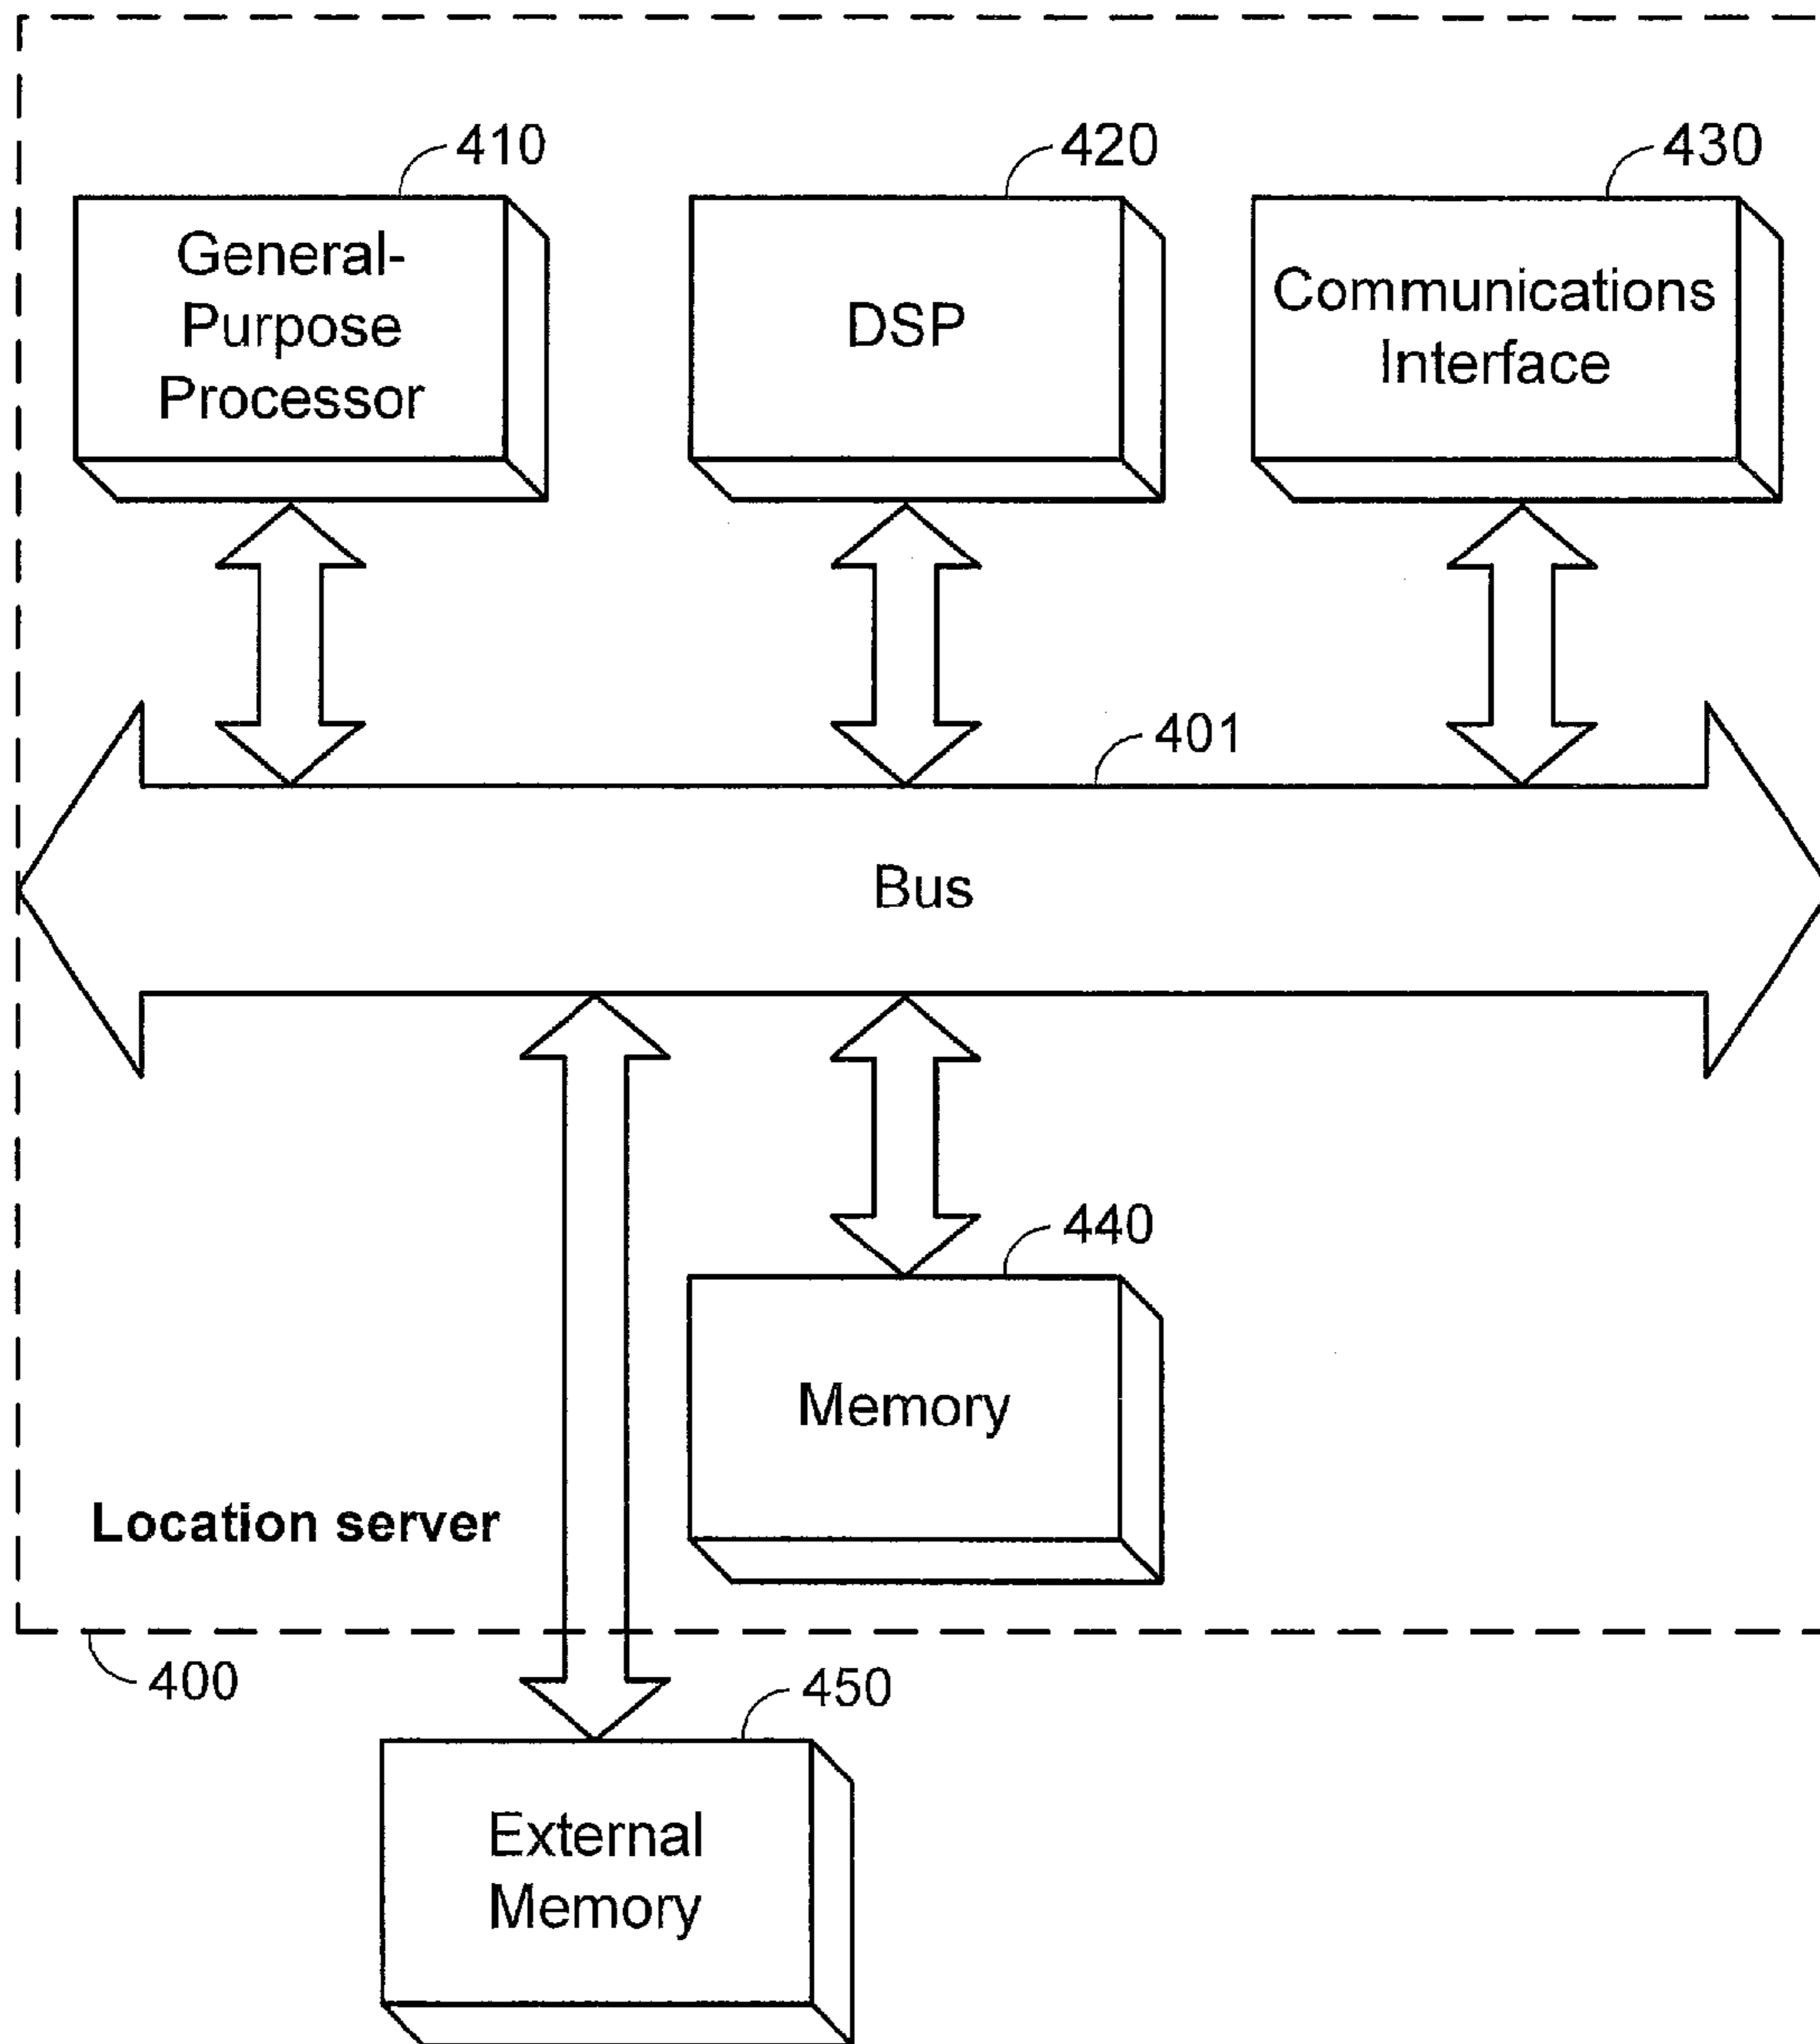 410
420
430
General-
Purpose
Processor
DSP
Communications
Interface
401
Bus
440
Memory
Location server
400
450
External
Memory